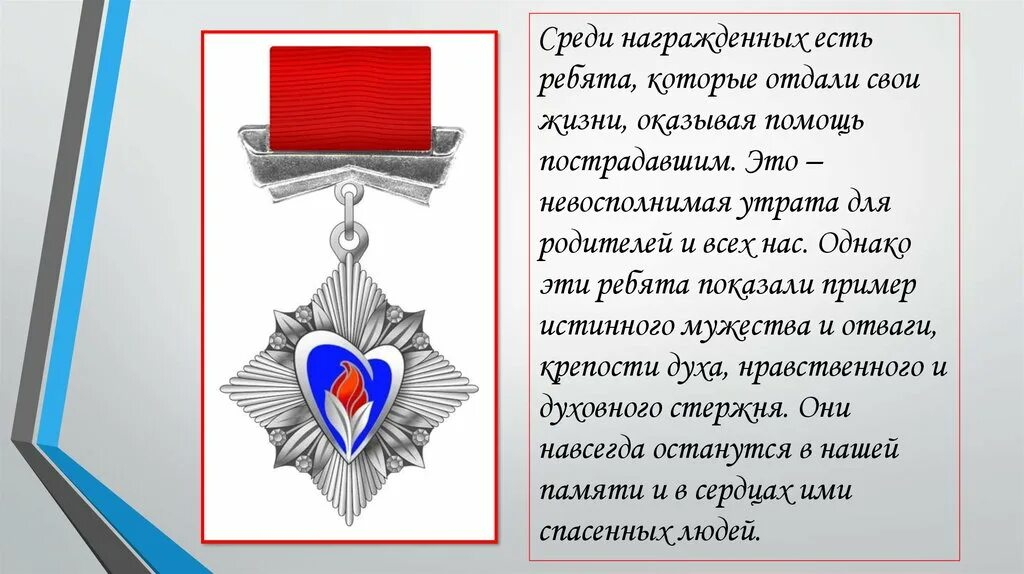 Среди награжденных есть
ребята, которые отдали свои
жизни, оказывая помощь
пострадавшим. Это –
невосполнимая утрата для
родителей и всех нас. Однако
эти ребята показали пример
истинного мужества и отваги,
крепости духа, нравственного и
духовного стержня. Они
навсегда останутся в нашей
памяти и в сердцах ими
спасенных людей.